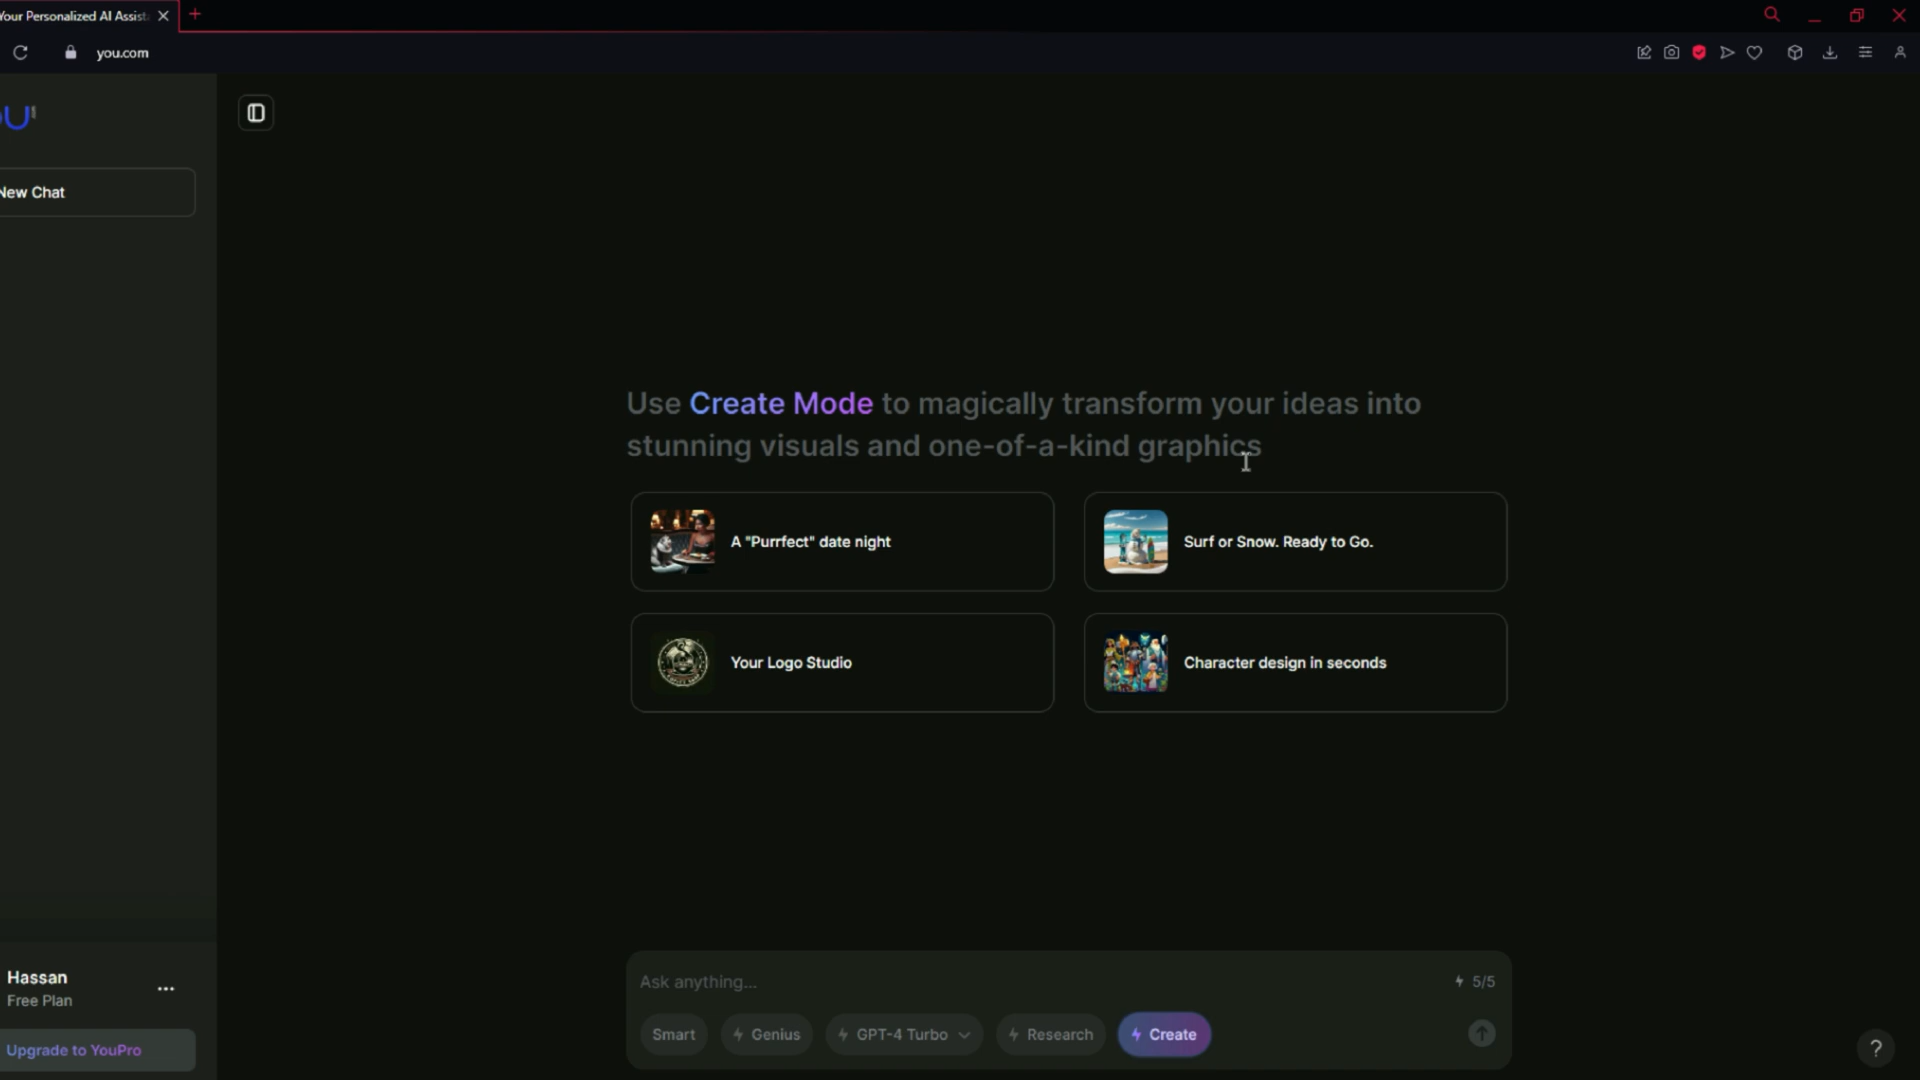 Your Personalized AI Assist
you.com
New Chat
Use Create Mode to magically transform your ideas into
stunning visuals and one-of-a-kind graphics
A "Purrfect" date night
Surf or Snow. Ready to Go.
Your Logo Studio
Character design in seconds
Hassan
Free Plan
Upgrade to YouPro
Ask anything...
5/5
Smart
Genius
GPT-4 Turbo
Research
Create
?